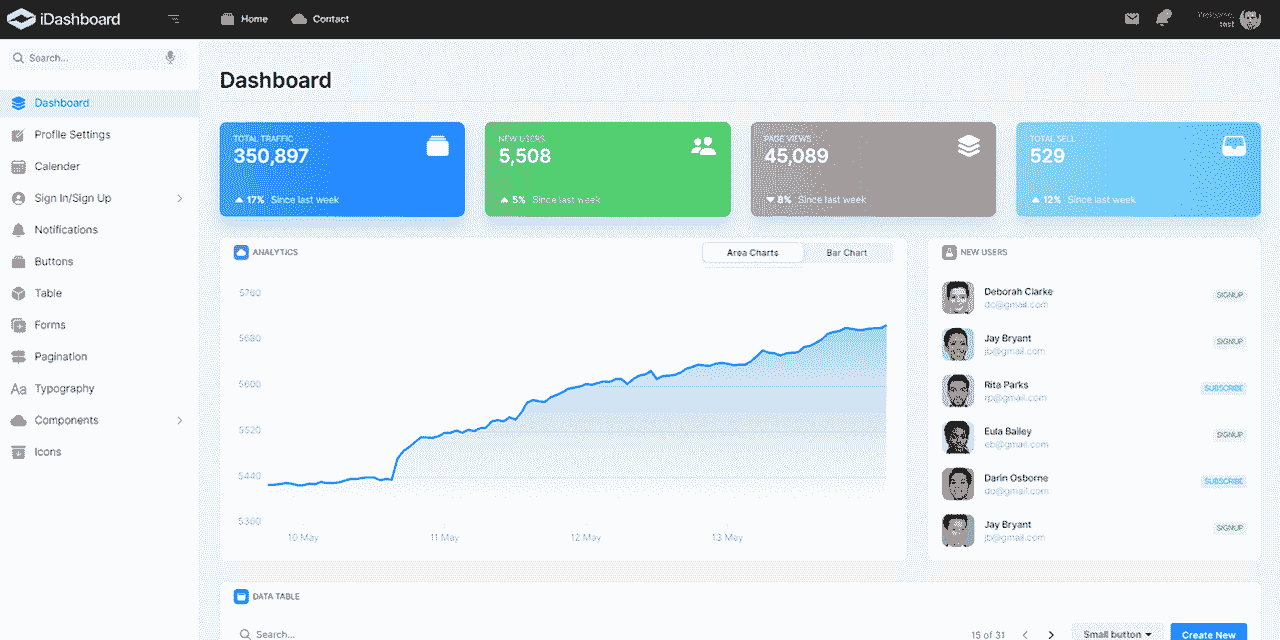 iDashboard
Home
Contact
Welcome,
test
Search...
Dashboard
Profile Settings
Calender
Sign In/Sign Up
Notifications
Buttons
Table
Forms
Pagination
Aa Typography
Components
Icons
Dashboard
TOTAL TRAFFIC
350,897
17% Since last week
NEW USERS
5,508
5% Since last week
PAGE VIEWS
45,089
8% Since last week
TOTAL SELL
529
12% Since last week
ANALYTICS
Area Charts
Bar Chart
5760
5680
5600
5520
5440
5360
10 May
11 May
12 May
13 May
NEW USERS
Deborah Clarke
dc@gmail.com
SIGNUP
Jay Bryant
jb@gmail.com
SIGNUP
Rita Parks
rp@gmail.com
SUBSCRIBE
Eula Bailey
eb@gmail.com
SIGNUP
Darin Osborne
do@gmail.com
SUBSCRIBE
Jay Bryant
jb@gmail.com
SIGNUP
DATA TABLE
Search...
15 of 31
Small button
Create New